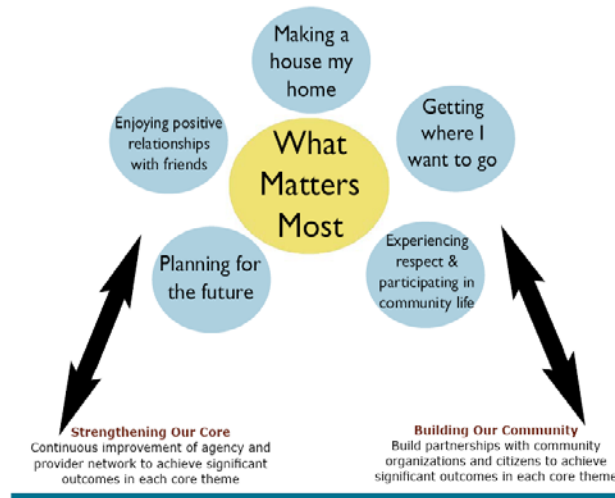 Making a
house my
home
Enjoying positive
relationships
with friends
What
Matters
Most
Getting
where I
want to go
Planning for
the future
Experiencing
respect &
participating in
community life
Strengthening Our Core
Continuous improvement of agency and
provider network to achieve significant
outcomes in each core theme
Building Our Community
Build partnerships with community
organizations and citizens to achieve
significant outcomes in each core theme